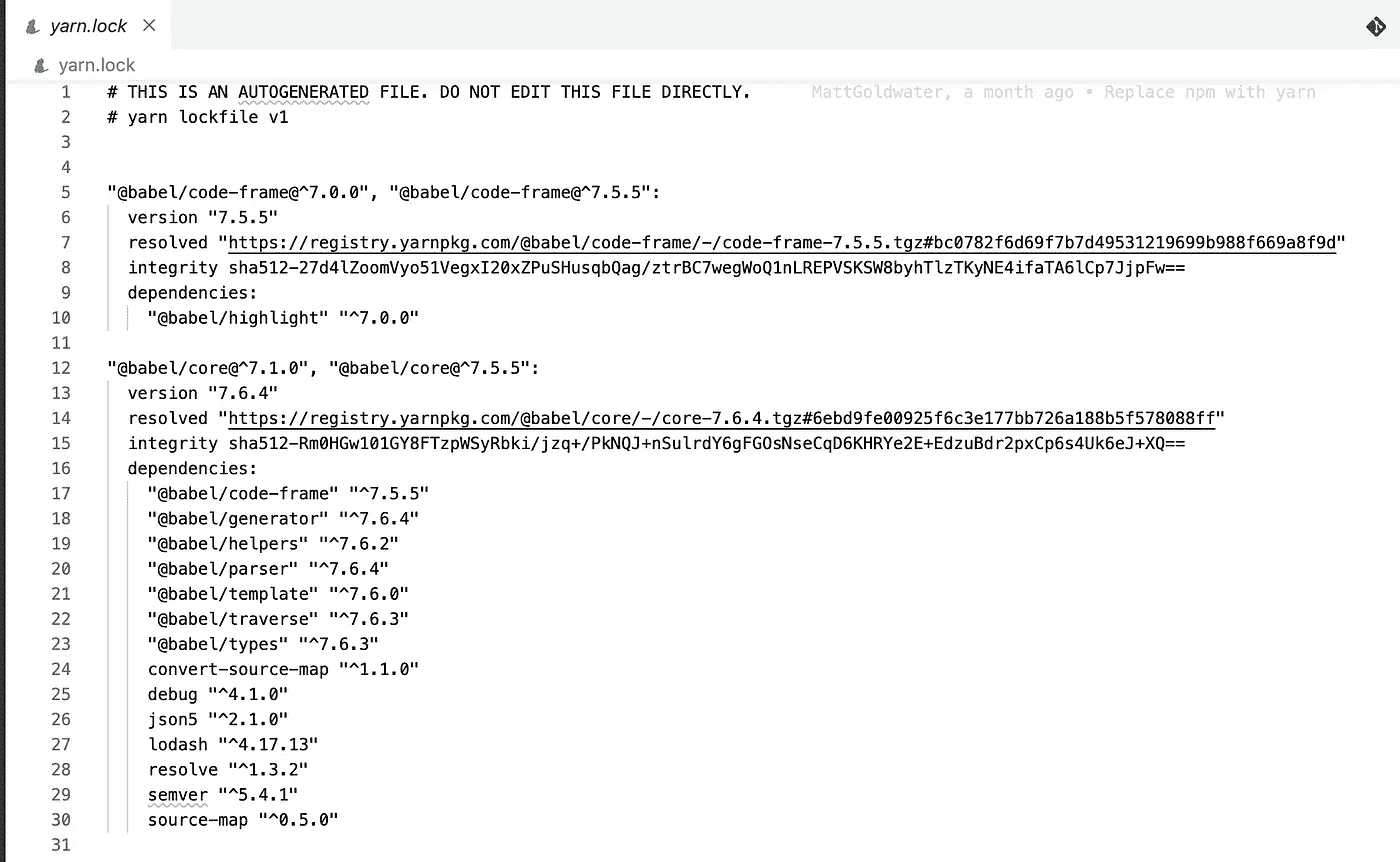 yarn.lock
yarn.lock
1 # THIS IS AN AUTOGENERATED FILE. DO NOT EDIT THIS FILE DIRECTLY. MattGoldwater, a month ago • Replace npm with yarn
2 # yarn lockfile v1
3
4
5 "@babel/code-frame@^7.0.0", "@babel/code-frame@^7.5.5":
6 version "7.5.5"
7 resolved "https://registry.yarnpkg.com/@babel/code-frame/-/code-frame-7.5.5.tgz#bc0782f6d69f7b7d49531219699b988f669a8f9d"
8 integrity sha512-27d4lZoomVyo51VegxI20xZPuSHusqbQag/ztrBC7wegWoQ1nLREPVSKSW8byhTlzTKyNE4ifaTA6lCp7JjpFw==
9 dependencies:
10 "@babel/highlight" "^7.0.0"
11
12 "@babel/core@^7.1.0", "@babel/core@^7.5.5":
13 version "7.6.4"
14 resolved "https://registry.yarnpkg.com/@babel/core/-/core-7.6.4.tgz#6ebd9fe00925f6c3e177bb726a188b5f578088ff"
15 integrity sha512-Rm0HGw101GY8FTzpWSyRbki/jzq+/PkNQJ+nSulrdY6gFGOsNseCqD6KHRYe2E+EdzuBdr2pxCp6s4Uk6eJ+XQ==
16 dependencies:
17 "@babel/code-frame" "^7.5.5"
18 "@babel/generator" "^7.6.4"
19 "@babel/helpers" "^7.6.2"
20 "@babel/parser" "^7.6.4"
21 "@babel/template" "^7.6.0"
22 "@babel/traverse" "^7.6.3"
23 "@babel/types" "^7.6.3"
24 convert-source-map "^1.1.0"
25 debug "^4.1.0"
26 json5 "^2.1.0"
27 lodash "^4.17.13"
28 resolve "^1.3.2"
29 semver "^5.4.1"
30 source-map "^0.5.0"
31